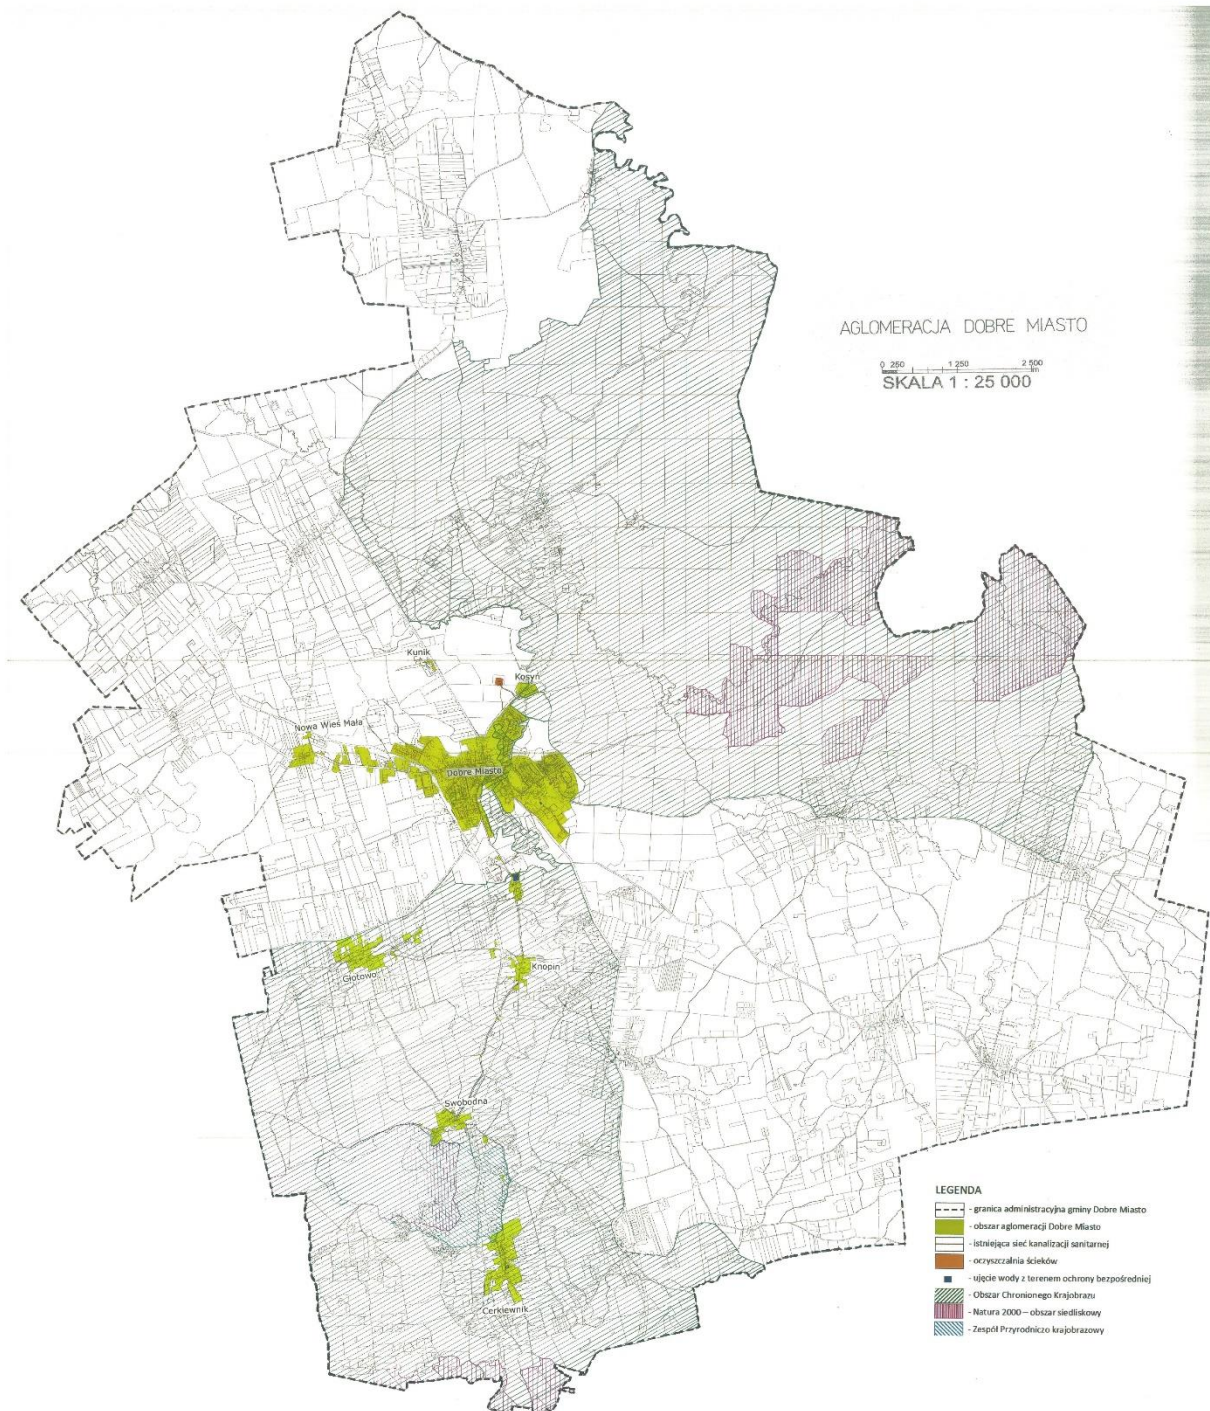 AGLOMERACJA DOBRE MIASTO
0 250 1 250 2 500
m
SKALA 1 : 25 000
Kunik
Kosyń
Nowa Wieś Mała
Dobre Miasto
Głotowo
Knopin
Swobodna
Cerkiewnik
LEGENDA
- granica administracyjna gminy Dobre Miasto
- obszar aglomeracji Dobre Miasto
- istniejąca sieć kanalizacji sanitarnej
- oczyszczalnia ścieków
- ujęcie wody z terenem ochrony bezpośredniej
- Obszar Chronionego Krajobrazu
- Natura 2000 – obszar siedliskowy
- Zespół Przyrodniczo krajobrazowy